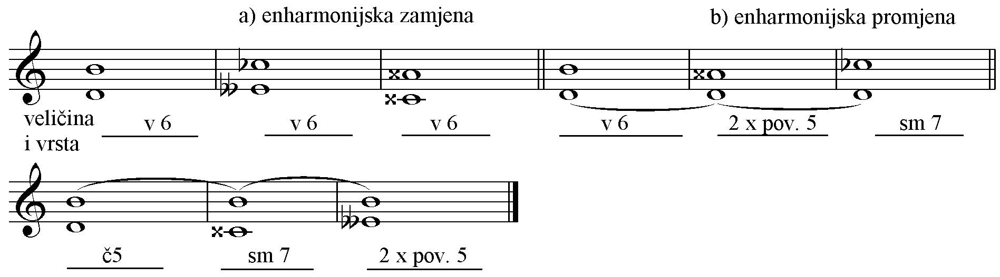 a) enharmonijska zamjena b) enharmonijska promjena
veličina
i vrsta
v 6 v 6 v 6 v 6 2 x pov. 5 sm 7
č5 sm 7 2 x pov. 5